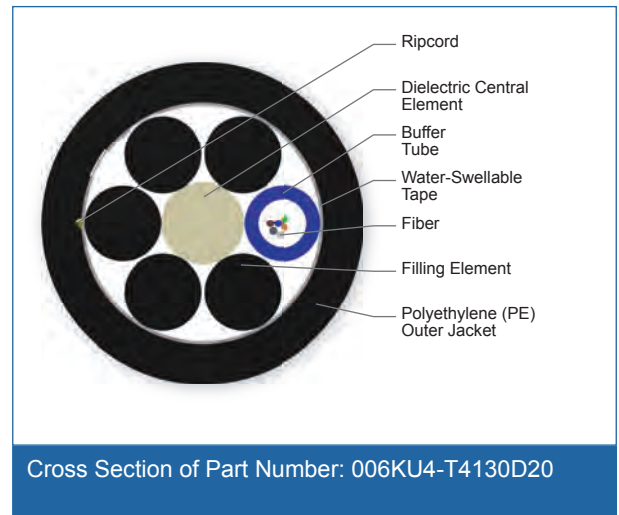 Ripcord
Dielectric Central
Element
Buffer
Tube
Water-Swellable
Tape
Fiber
Filling Element
Polyethylene (PE)
Outer Jacket
Cross Section of Part Number: 006KU4-T4130D20